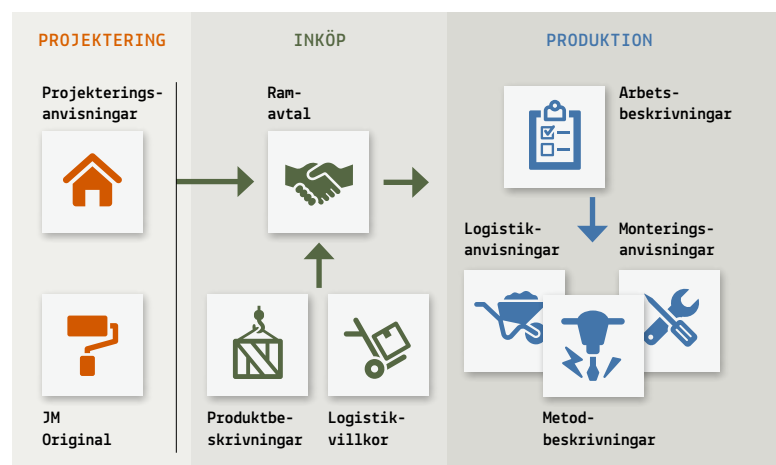 PROJEKTERING
Projekterings-
anvisningar
JM
Original
INKÖP
Ram-
avtal
Produktbe-
skrivningar
Logistik-
villkor
PRODUKTION
Arbets-
beskrivningar
Logistik-
anvisningar
Monterings-
anvisningar
Metod-
beskrivningar